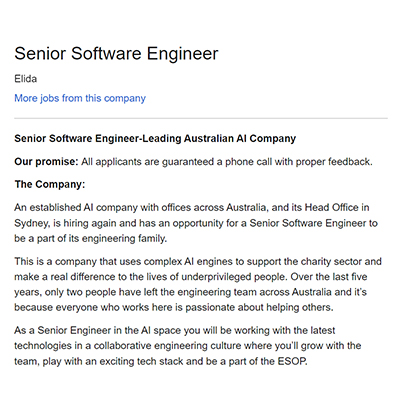 Senior Software Engineer
Elida
More jobs from this company
Senior Software Engineer-Leading Australian AI Company
Our promise: All applicants are guaranteed a phone call with proper feedback.
The Company:
An established AI company with offices across Australia, and its Head Office in
Sydney, is hiring again and has an opportunity for a Senior Software Engineer to
be a part of its engineering family.
This is a company that uses complex AI engines to support the charity sector and
make a real difference to the lives of underprivileged people. Over the last five
years, only two people have left the engineering team across Australia and it's
because everyone who works here is passionate about helping others.
As a Senior Engineer in the AI space you will be working with the latest
technologies in a collaborative engineering culture where you'll grow with the
team, play with an exciting tech stack and be a part of the ESOP.